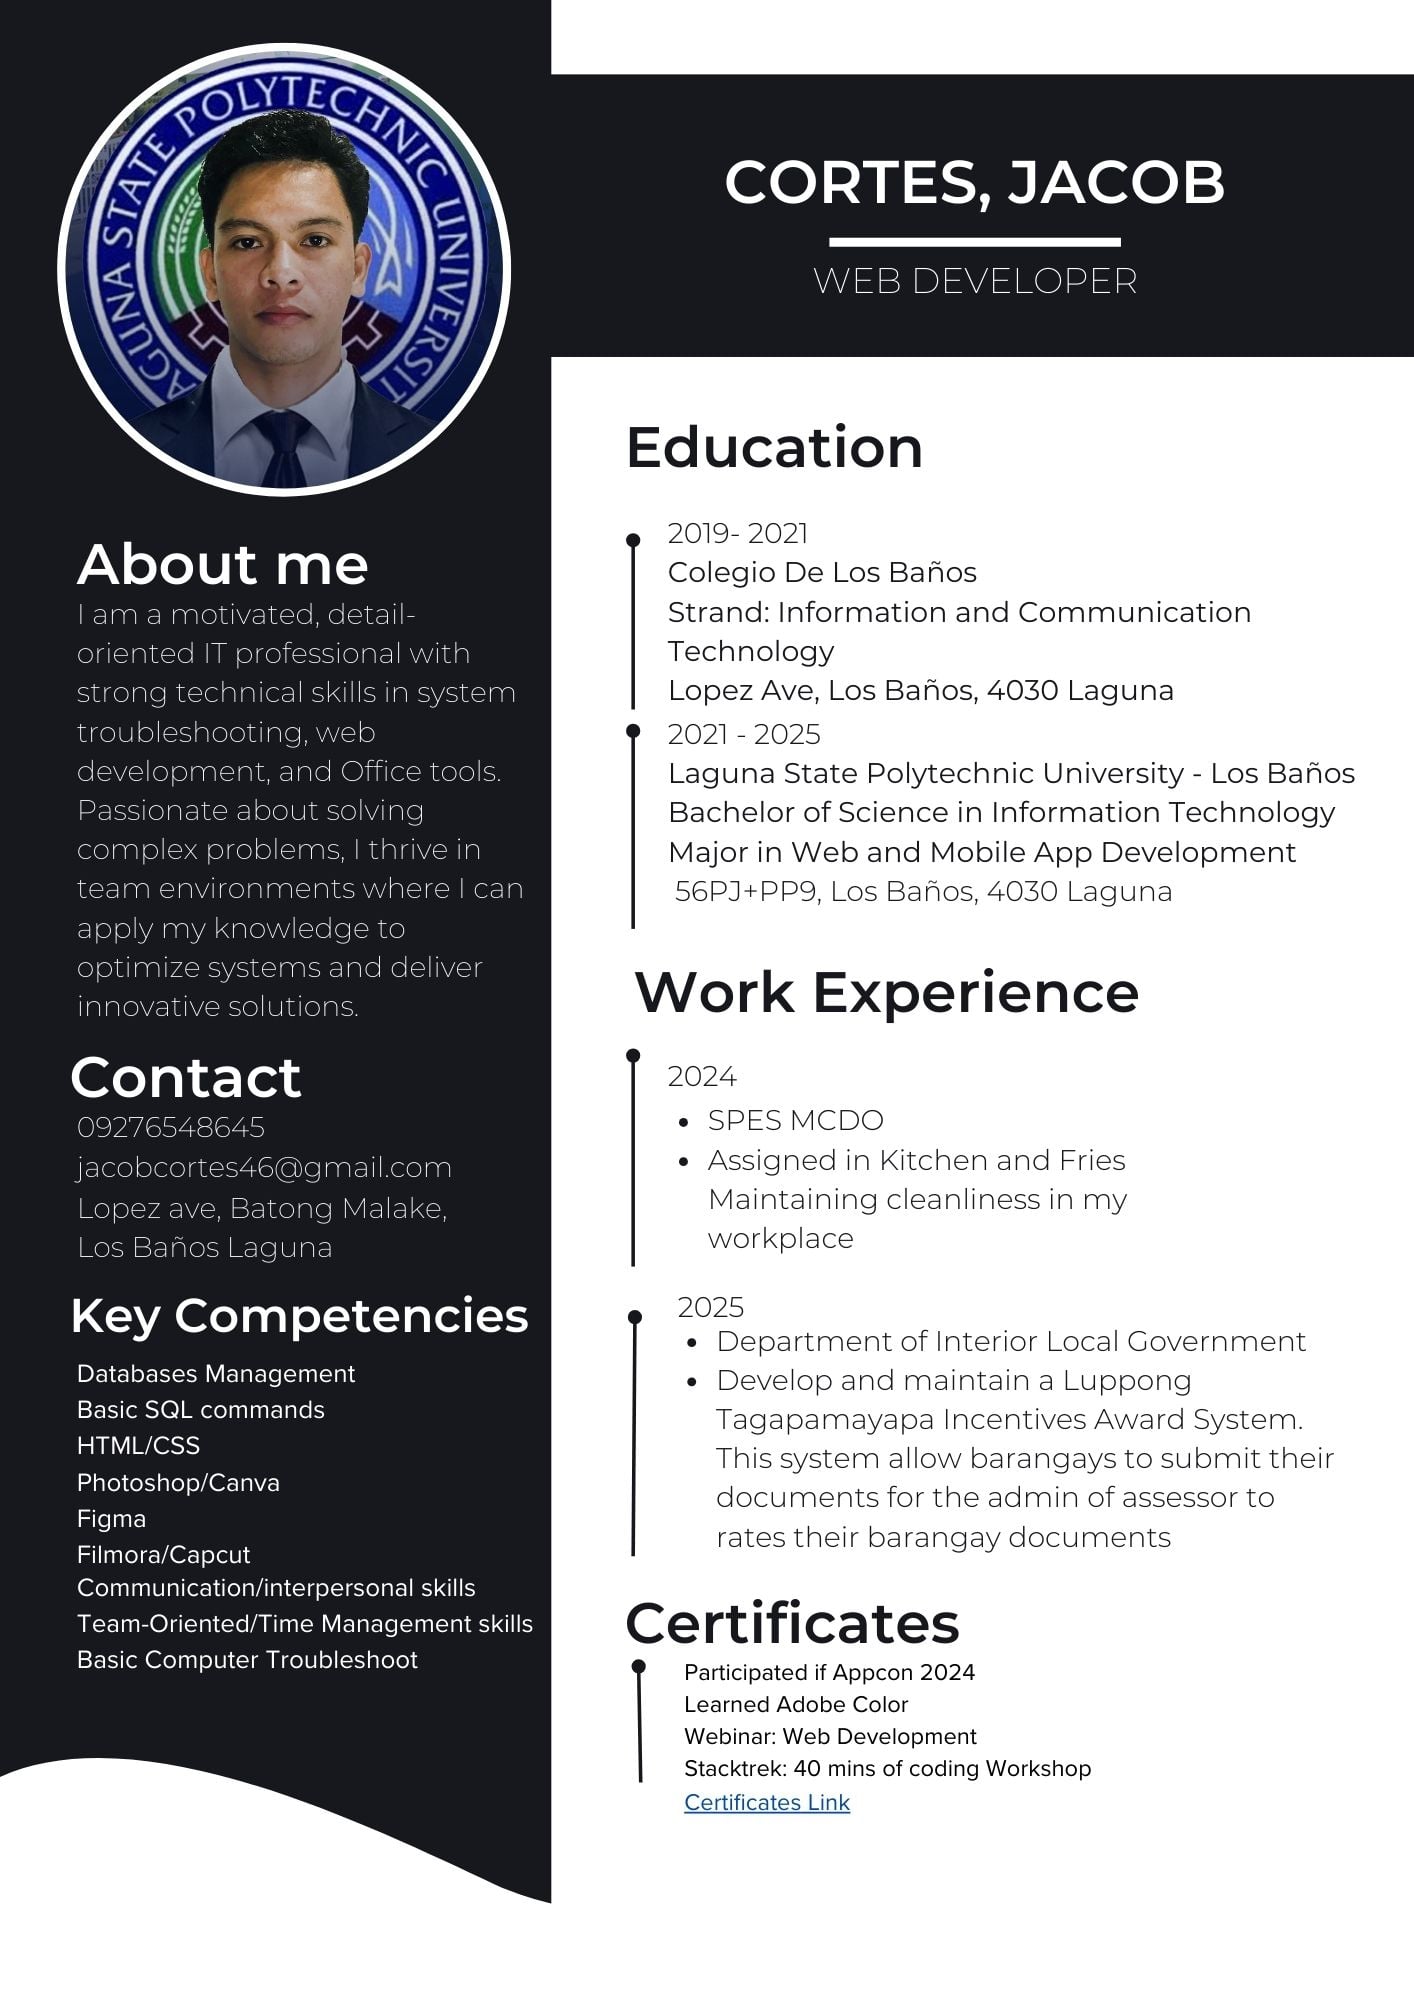 LAGUNA STATE POLYTECHNIC UNIVERSIT
CORTES, JACOB
WEB DEVELOPER
About me
I am a motivated, detail-
oriented IT professional with
strong technical skills in system
troubleshooting, web
development, and Office tools.
Passionate about solving
complex problems, I thrive in
team environments where I can
apply my knowledge to
optimize systems and deliver
innovative solutions.
Contact
09276548645
jacobcortes46@gmail.com
Lopez ave, Batong Malake,
Los Baños Laguna
Key Competencies
Databases Management
Basic SQL commands
HTML/CSS
Photoshop/Canva
Figma
Filmora/Capcut
Communication/interpersonal skills
Team-Oriented/Time Management skills
Basic Computer Troubleshoot
Education
2019- 2021
Colegio De Los Baños
Strand: Information and Communication
Technology
Lopez Ave, Los Baños, 4030 Laguna
2021 - 2025
Laguna State Polytechnic University - Los Baños
Bachelor of Science in Information Technology
Major in Web and Mobile App Development
56PJ+PP9, Los Baños, 4030 Laguna
Work Experience
2024
• SPES MCDO
• Assigned in Kitchen and Fries
Maintaining cleanliness in my
workplace
2025
• Department of Interior Local Government
• Develop and maintain a Luppong
Tagapamayapa Incentives Award System.
This system allow barangays to submit their
documents for the admin of assessor to
rates their barangay documents
Certificates
Participated if Appcon 2024
Learned Adobe Color
Webinar: Web Development
Stacktrek: 40 mins of coding Workshop
Certificates Link